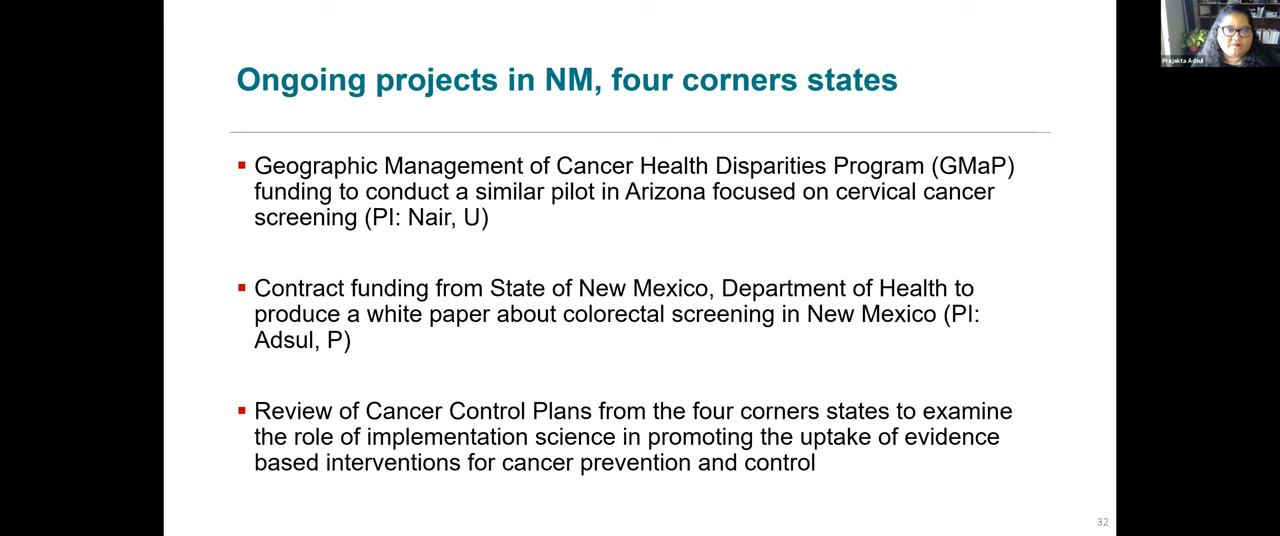 Prajakta Adsul
Ongoing projects in NM, four corners states
Geographic Management of Cancer Health Disparities Program (GMaP)
funding to conduct a similar pilot in Arizona focused on cervical cancer
screening (PI: Nair, U)
Contract funding from State of New Mexico, Department of Health to
produce a white paper about colorectal screening in New Mexico (PI:
Adsul, P)
Review of Cancer Control Plans from the four corners states to examine
the role of implementation science in promoting the uptake of evidence
based interventions for cancer prevention and control
32